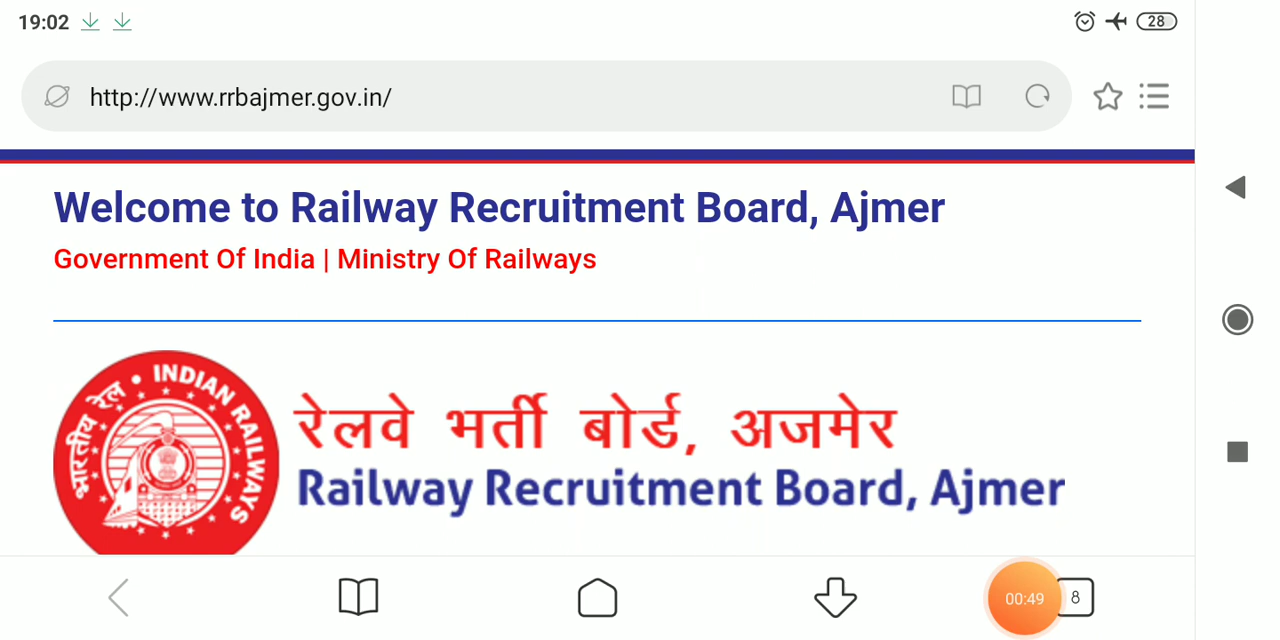 19:02
28
http://www.rrbajmer.gov.in/
Welcome to Railway Recruitment Board, Ajmer
Government Of India | Ministry Of Railways
भारतीय रेल • INDIAN RAILWAYS
रेलवे भर्ती बोर्ड, अजमेर
Railway Recruitment Board, Ajmer
00:49
8